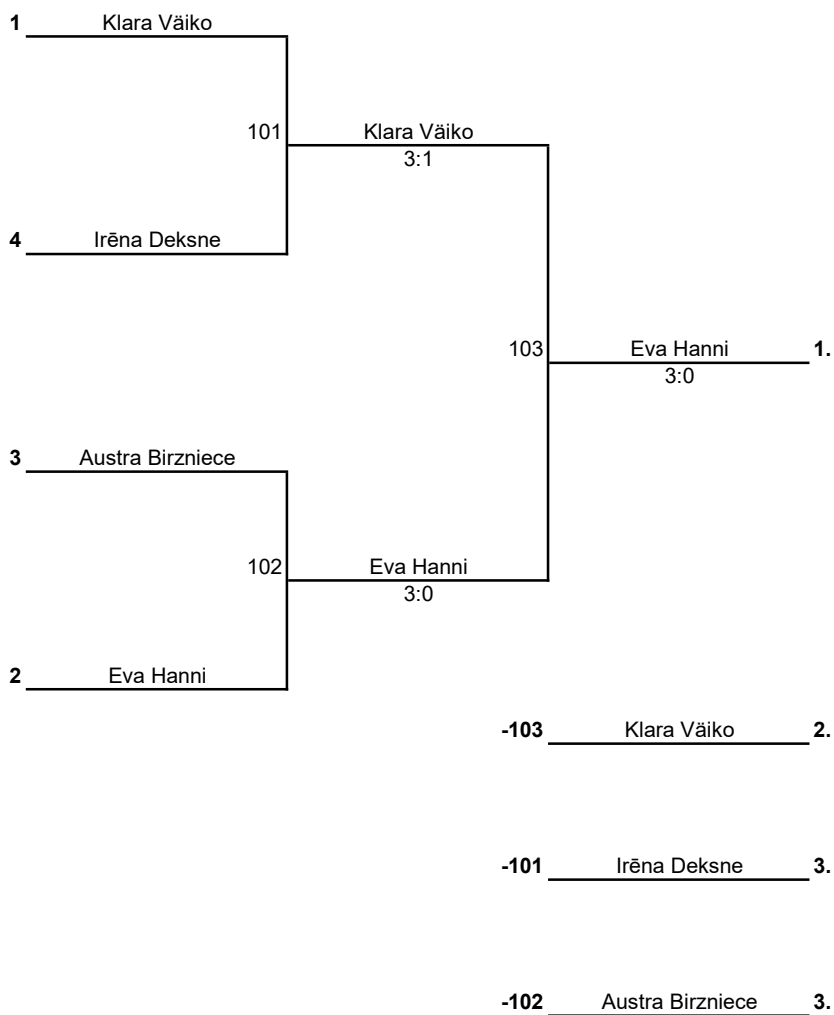 1 Klara Väiko
101 Klara Väiko
3:1
4 Irēna Deksne
103 Eva Hanni 1.
3:0
3 Austra Birzniece
102 Eva Hanni
3:0
2 Eva Hanni
-103 Klara Väiko 2.
-101 Irēna Deksne 3.
-102 Austra Birzniece 3.